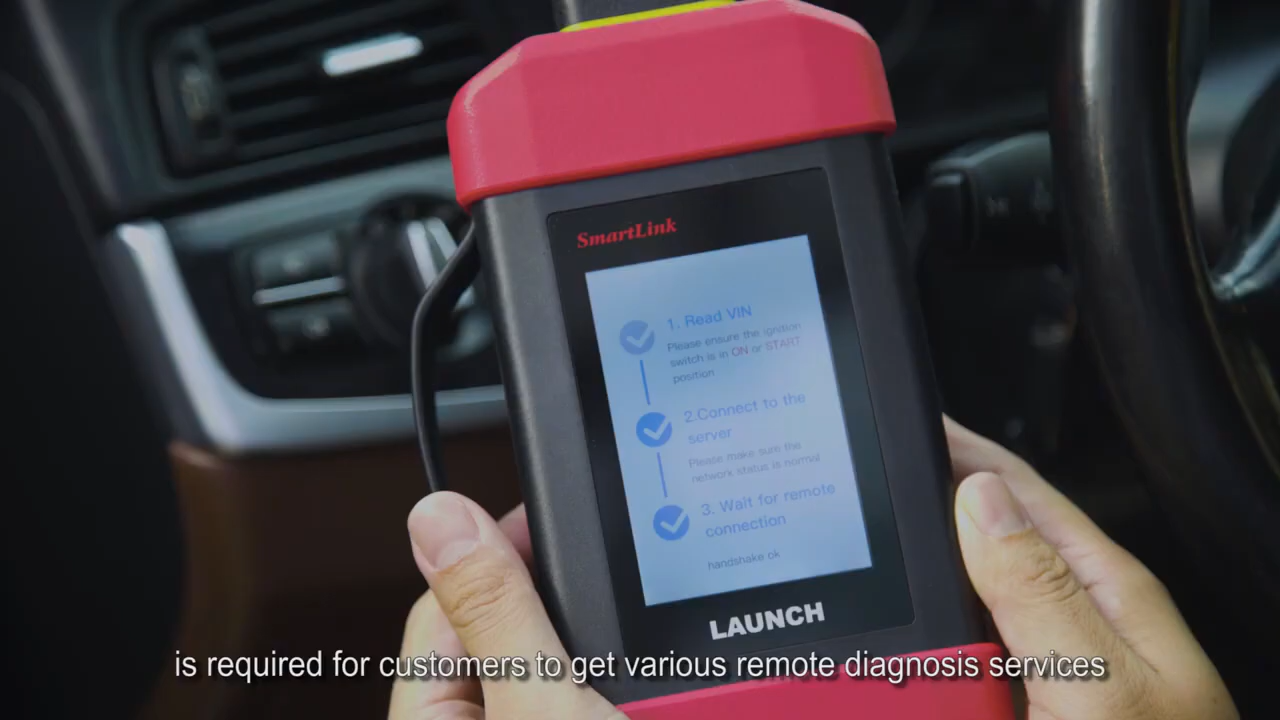 SmartLink
1. Read VIN
Please ensure the ignition
switch is in ON or START
position
2.Connect to the
server
Please make sure the
network status is normal
3. Wait for remote
connection
handshake ok
LAUNCH
is required for customers to get various remote diagnosis services